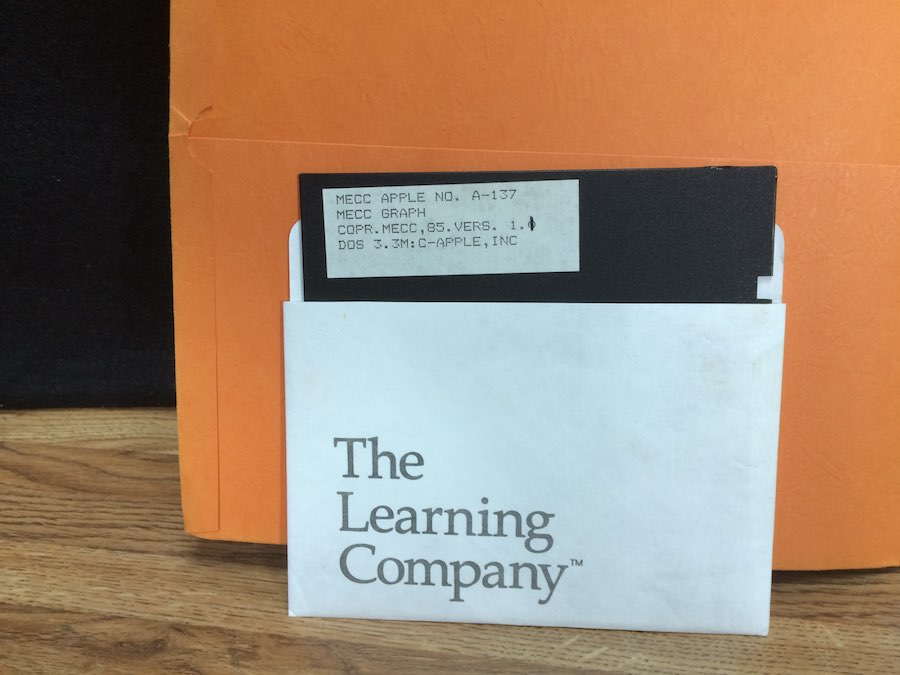 MECC APPLE NO. A-137
MECC GRAPH
COPR.MECC,85.VERS. 1.0
DOS 3.3M:C-APPLE,INC
The
Learning
Company™